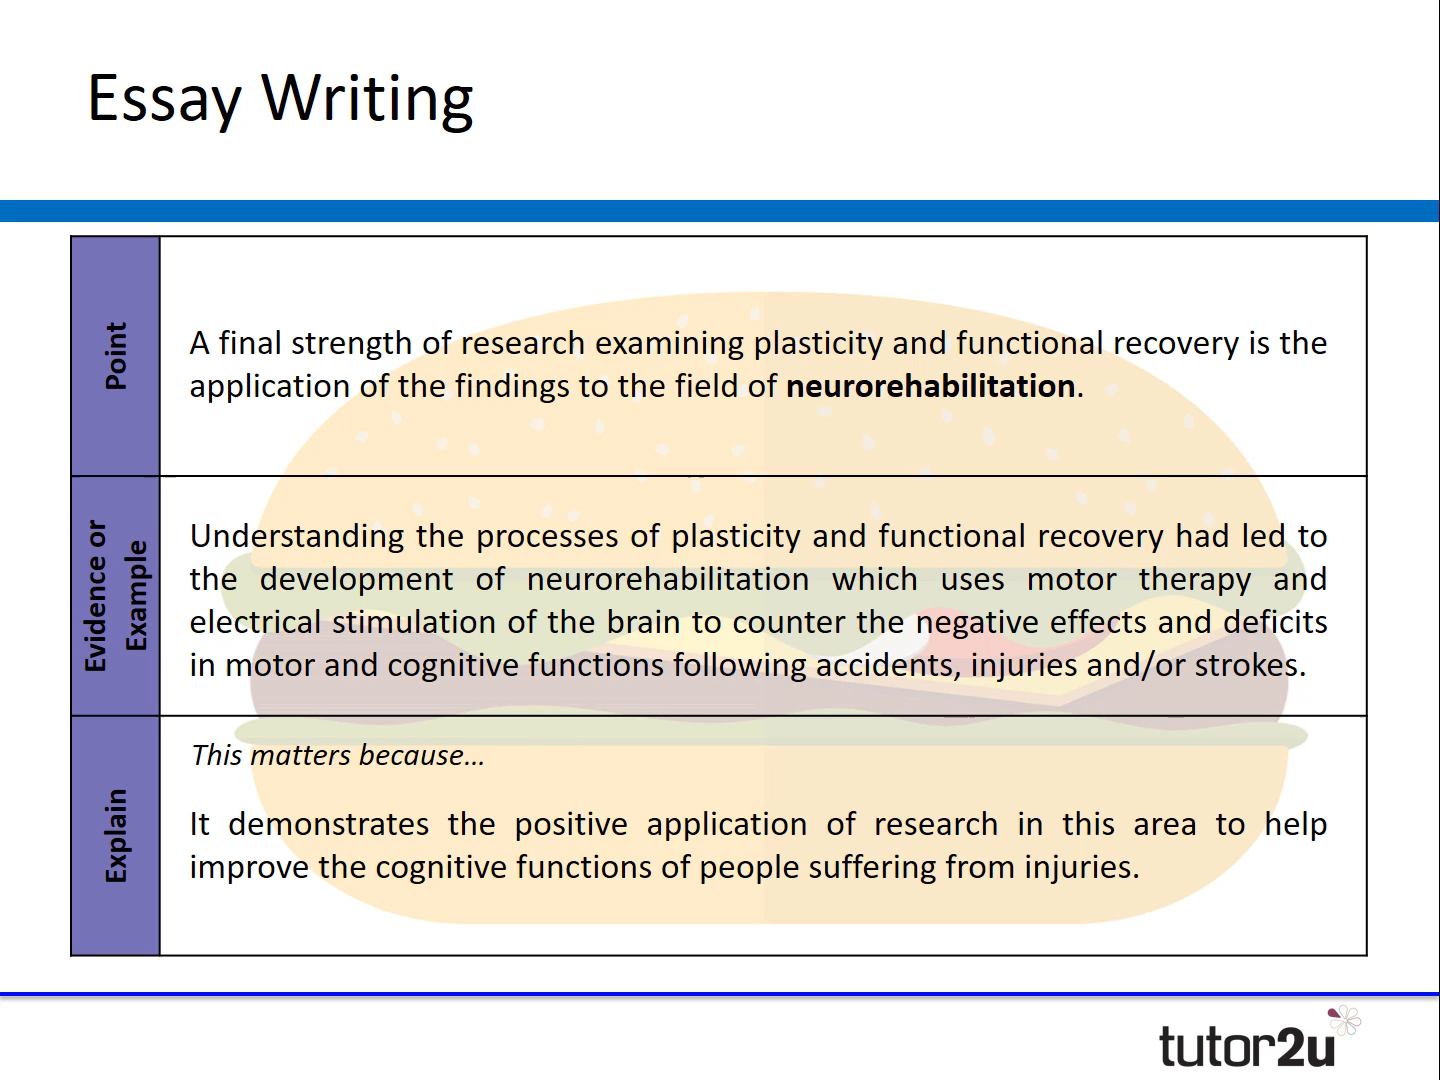 Essay Writing
Point
A final strength of research examining plasticity and functional recovery is the
application of the findings to the field of neurorehabilitation.
Evidence or
Example
Understanding the processes of plasticity and functional recovery had led to
the development of neurorehabilitation which uses motor therapy and
electrical stimulation of the brain to counter the negative effects and deficits
in motor and cognitive functions following accidents, injuries and/or strokes.
Explain
This matters because...
It demonstrates the positive application of research in this area to help
improve the cognitive functions of people suffering from injuries.
tutor2u